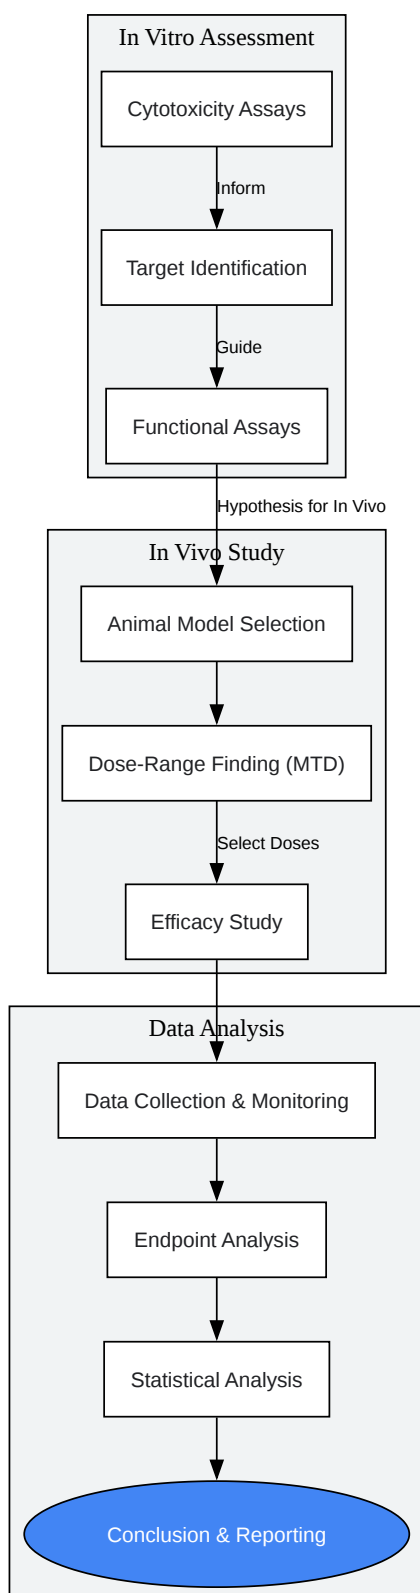 In Vitro Assessment
Cytotoxicity Assays
Inform
Target Identification
Guide
Functional Assays
Hypothesis for In Vivo
In Vivo Study
Animal Model Selection
Dose-Range Finding (MTD)
Select Doses
Efficacy Study
Data Analysis
Data Collection & Monitoring
Endpoint Analysis
Statistical Analysis
Conclusion & Reporting